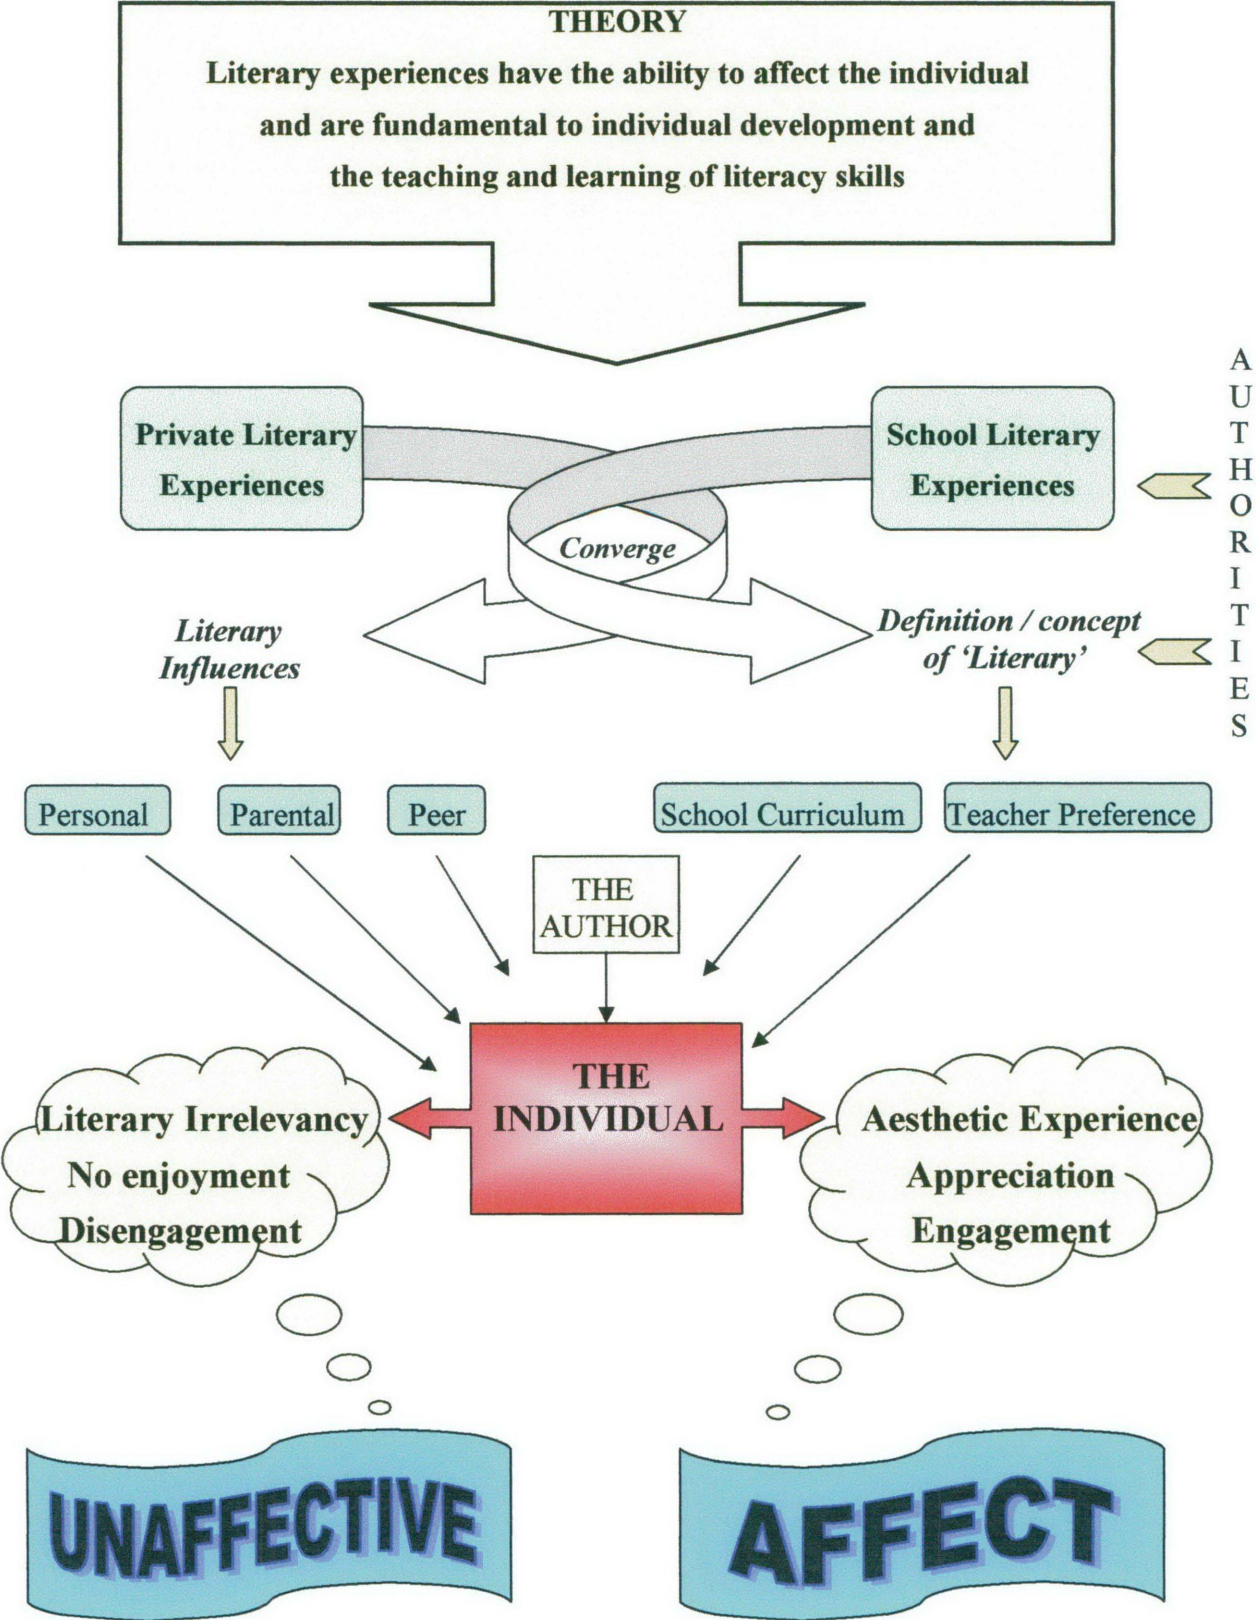 THEORY
Literary experiences have the ability to affect the individual
and are fundamental to individual development and
the teaching and learning of literacy skills
Private Literary
Experiences
School Literary
Experiences
Converge
AUTHORITIES
Literary
Influences
Definition / concept
of ‘Literary’
Personal
Parental
Peer
School Curriculum
Teacher Preference
THE
AUTHOR
THE
INDIVIDUAL
Literary Irrelevancy
No enjoyment
Disengagement
Aesthetic Experience
Appreciation
Engagement
UNAFFECTIVE
AFFECT